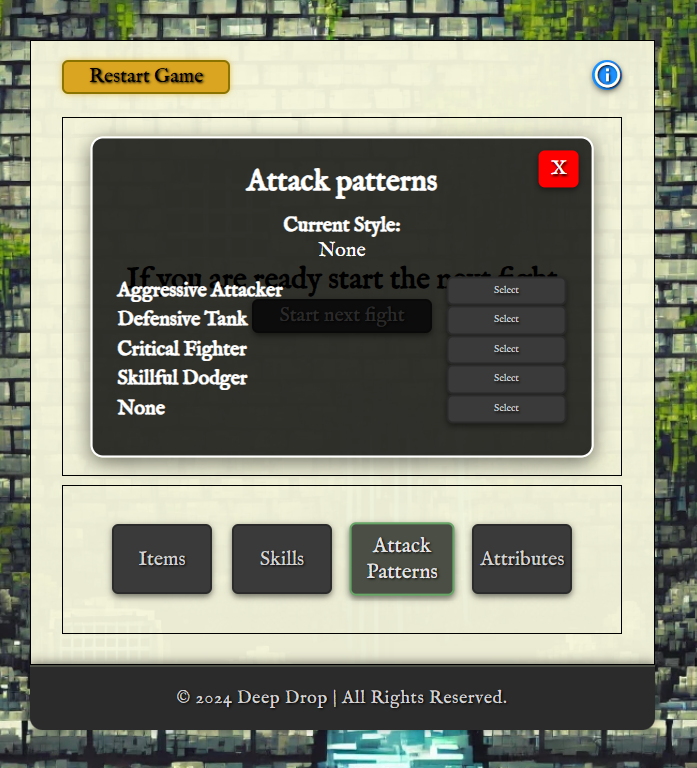 Restart Game
i
Attack patterns
X
Current Style:
None
If you are ready start the next fight
Start next fight
Aggressive Attacker Select
Defensive Tank Select
Critical Fighter Select
Skillful Dodger Select
None Select
Items
Skills
Attack
Patterns
Attributes
© 2024 Deep Drop | All Rights Reserved.